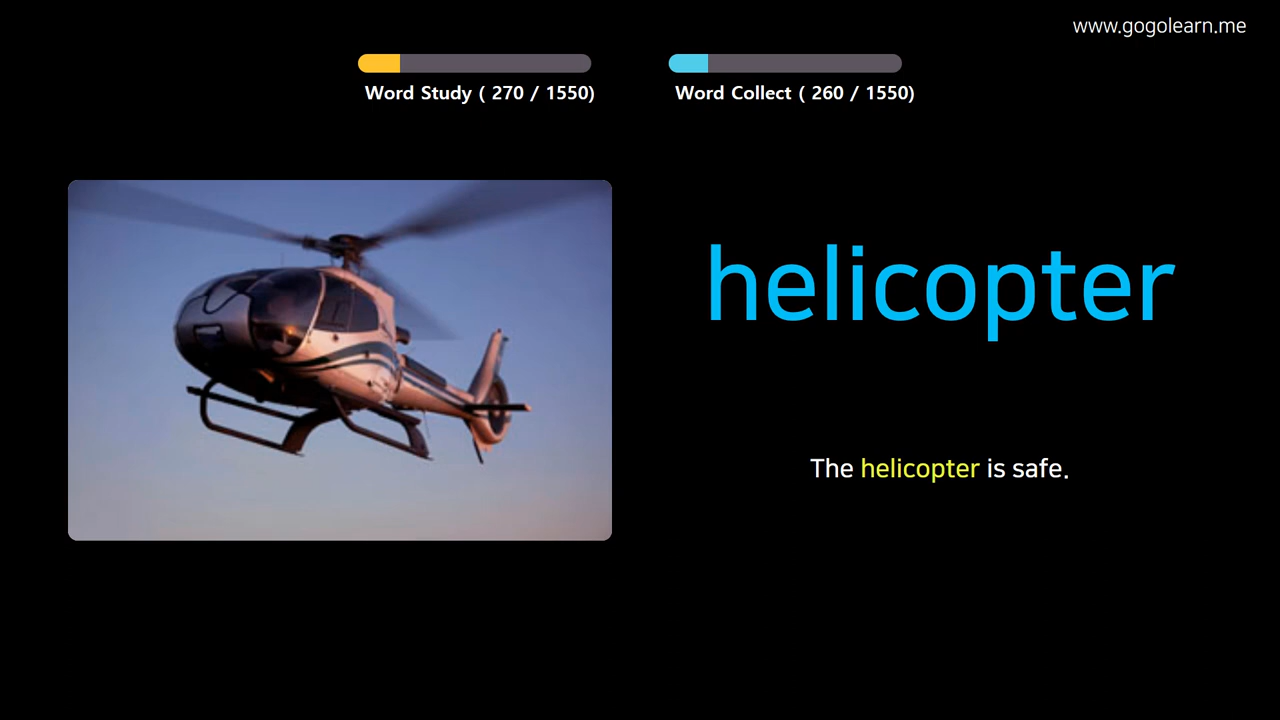 www.gogolearn.me
Word Study ( 270 / 1550)
Word Collect ( 260 / 1550)
helicopter
The helicopter is safe.